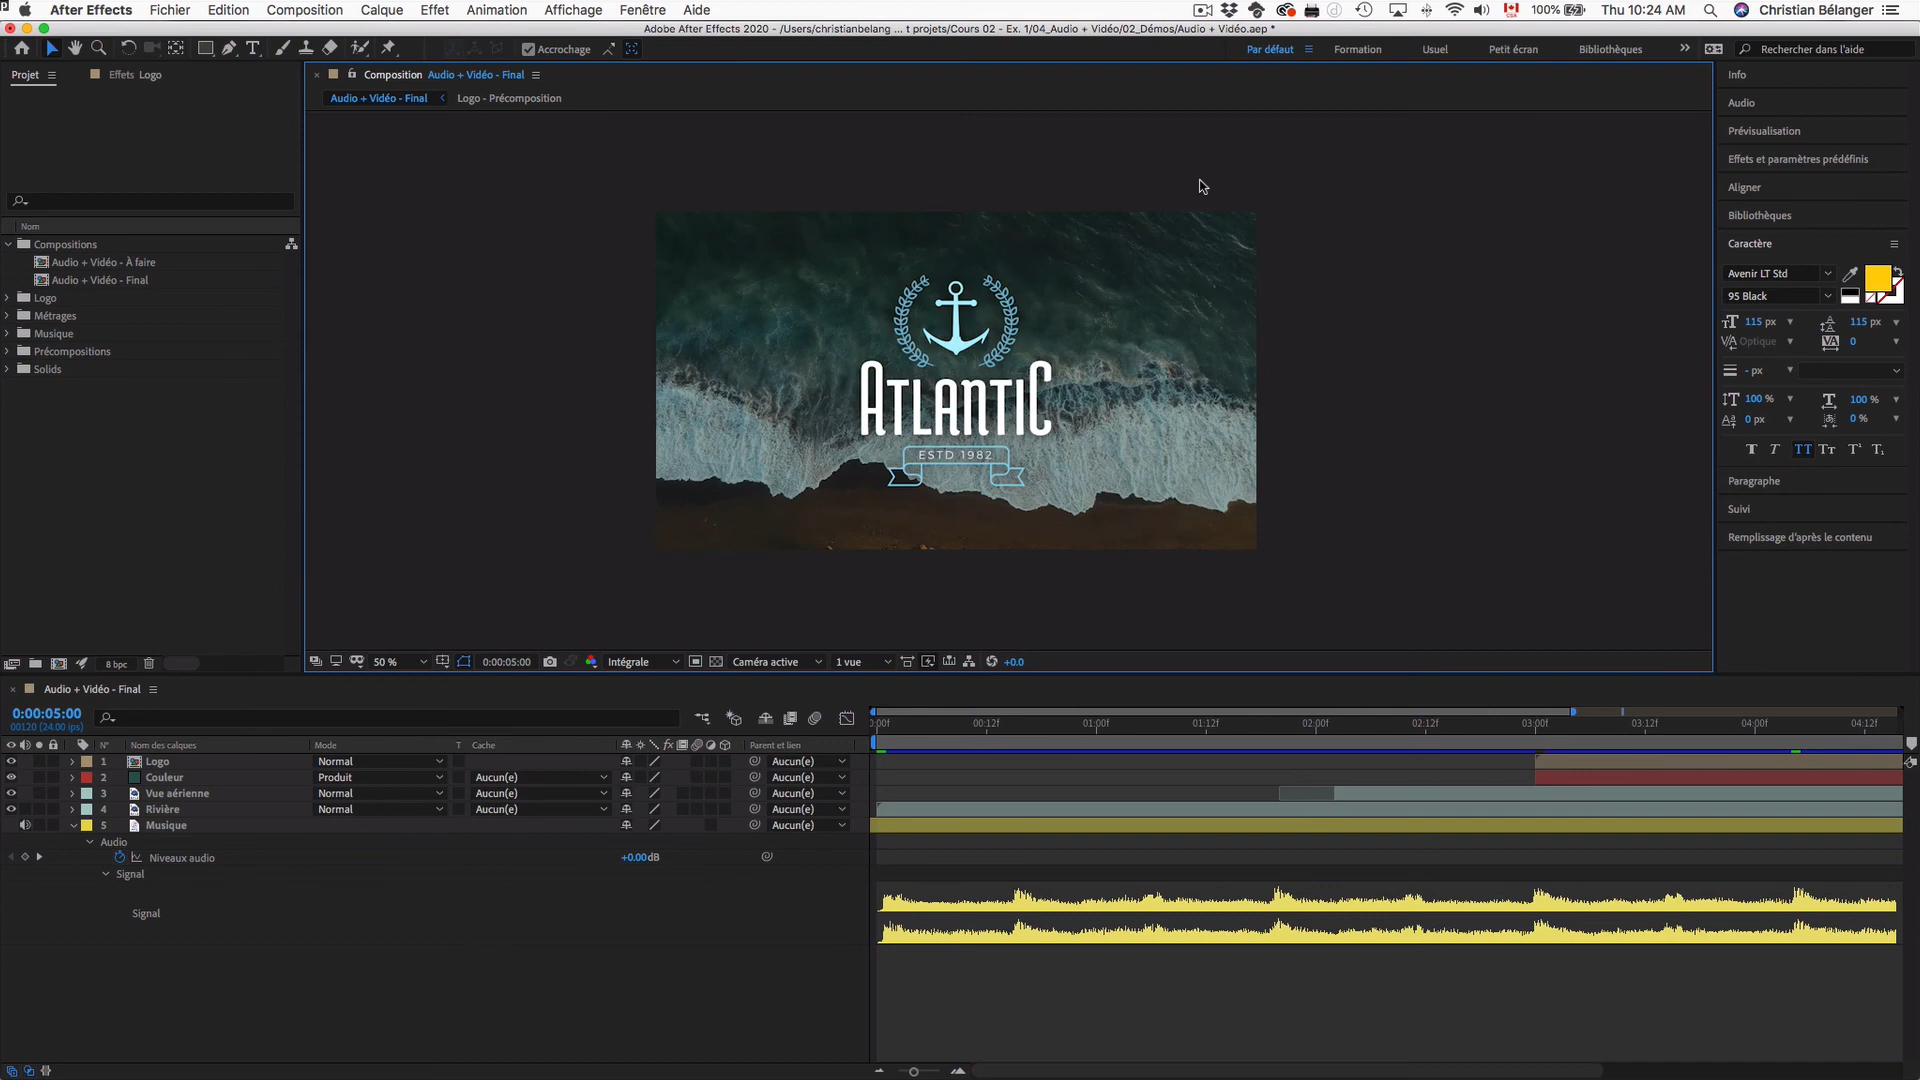 After Effects Fichier Edition Composition Calque Effet Animation Affichage Fenêtre Aide 100% Thu 10:24 AM Christian Bélanger
Adobe After Effects 2020 - /Users/christianbelang ... t projets/Cours 02 - Ex. 1/04_Audio + Vidéo/02_Démos/Audio + Vidéo.aep *
Accrochage Par défaut Formation Usuel Petit écran Bibliothèques Rechercher dans l'aide
Projet Effets Logo Composition Audio + Vidéo - Final Info
Audio + Vidéo - Final Logo - Précomposition Audio
Prévisualisation
Effets et paramètres prédéfinis
Aligner
Bibliothèques
Nom
Compositions Caractère
Audio + Vidéo - À faire
Audio + Vidéo - Final Avenir LT Std
Logo 95 Black
Métrages 115 px 115 px
Musique Optique 0
Précompositions
Solids - px
100 % 100 %
0 px 0 %
ATLANTIC
ESTD 1982
TT Tт T¹ T₁
Paragraphe
Suivi
Remplissage d'après le contenu
8 bpc 50 % 0:00:05:00 Intégrale Caméra active 1 vue +0.0
Audio + Vidéo - Final
0:00:05:00
00120 (24.00 ips) :00f 00:12f 01:00f 01:12f 02:00f 02:12f 03:00f 03:12f 04:00f 04:12f
N° Nom des calques Mode T Cache Parent et lien
1 Logo Normal Aucun(e)
2 Couleur Produit Aucun(e) Aucun(e)
3 Vue aérienne Normal Aucun(e) Aucun(e)
4 Rivière Normal Aucun(e) Aucun(e)
5 Musique Aucun(e)
Audio
Niveaux audio +0.00dB
Signal
Signal